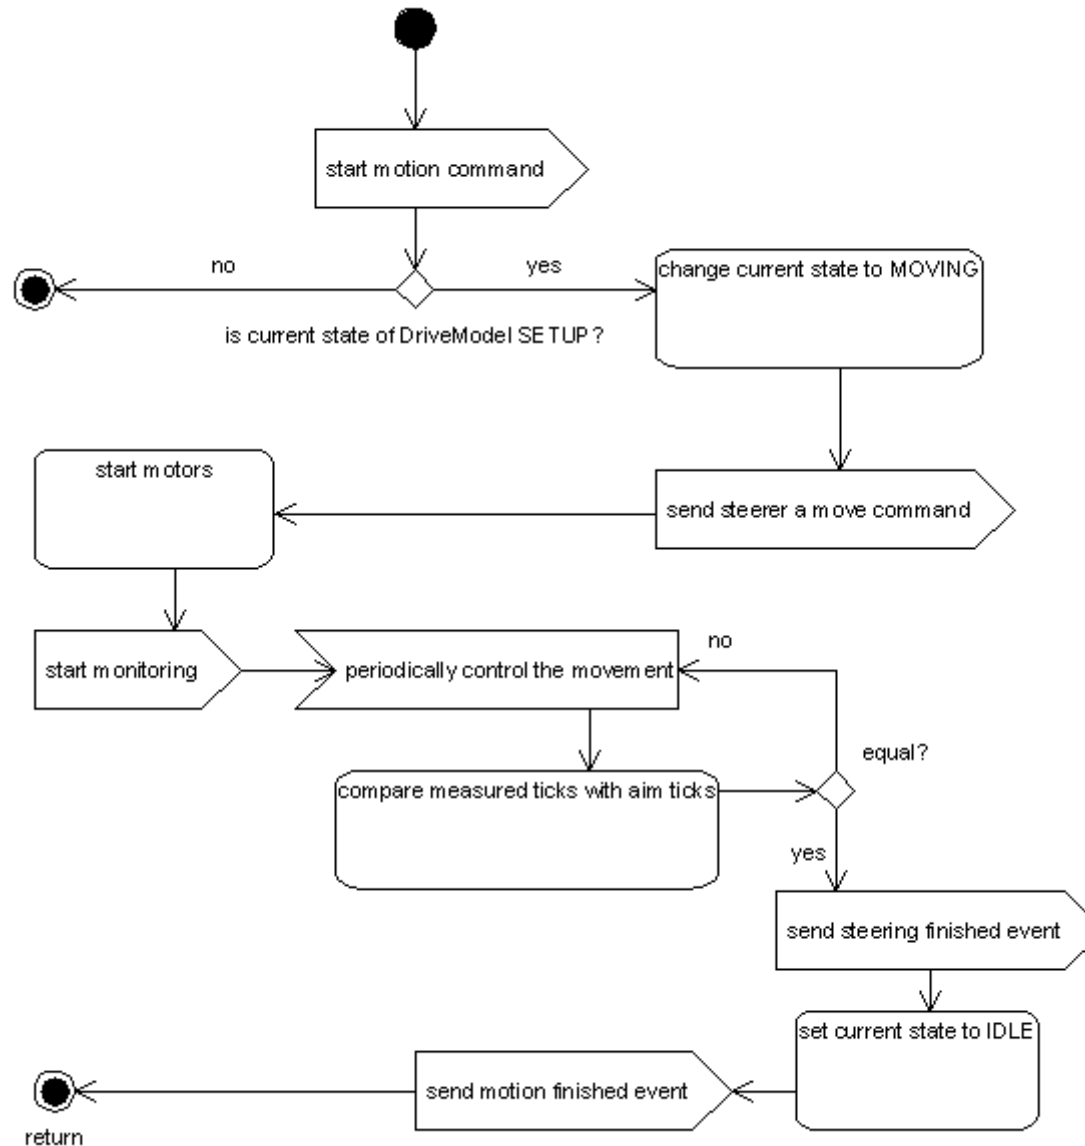 start motion command
no
yes
change current state to MOVING
is current state of DriveModel SETUP?
start motors
send steerer a move command
start monitoring
periodically control the movement
no
equal?
compare measured ticks with aim ticks
yes
send steering finished event
set current state to IDLE
send motion finished event
return